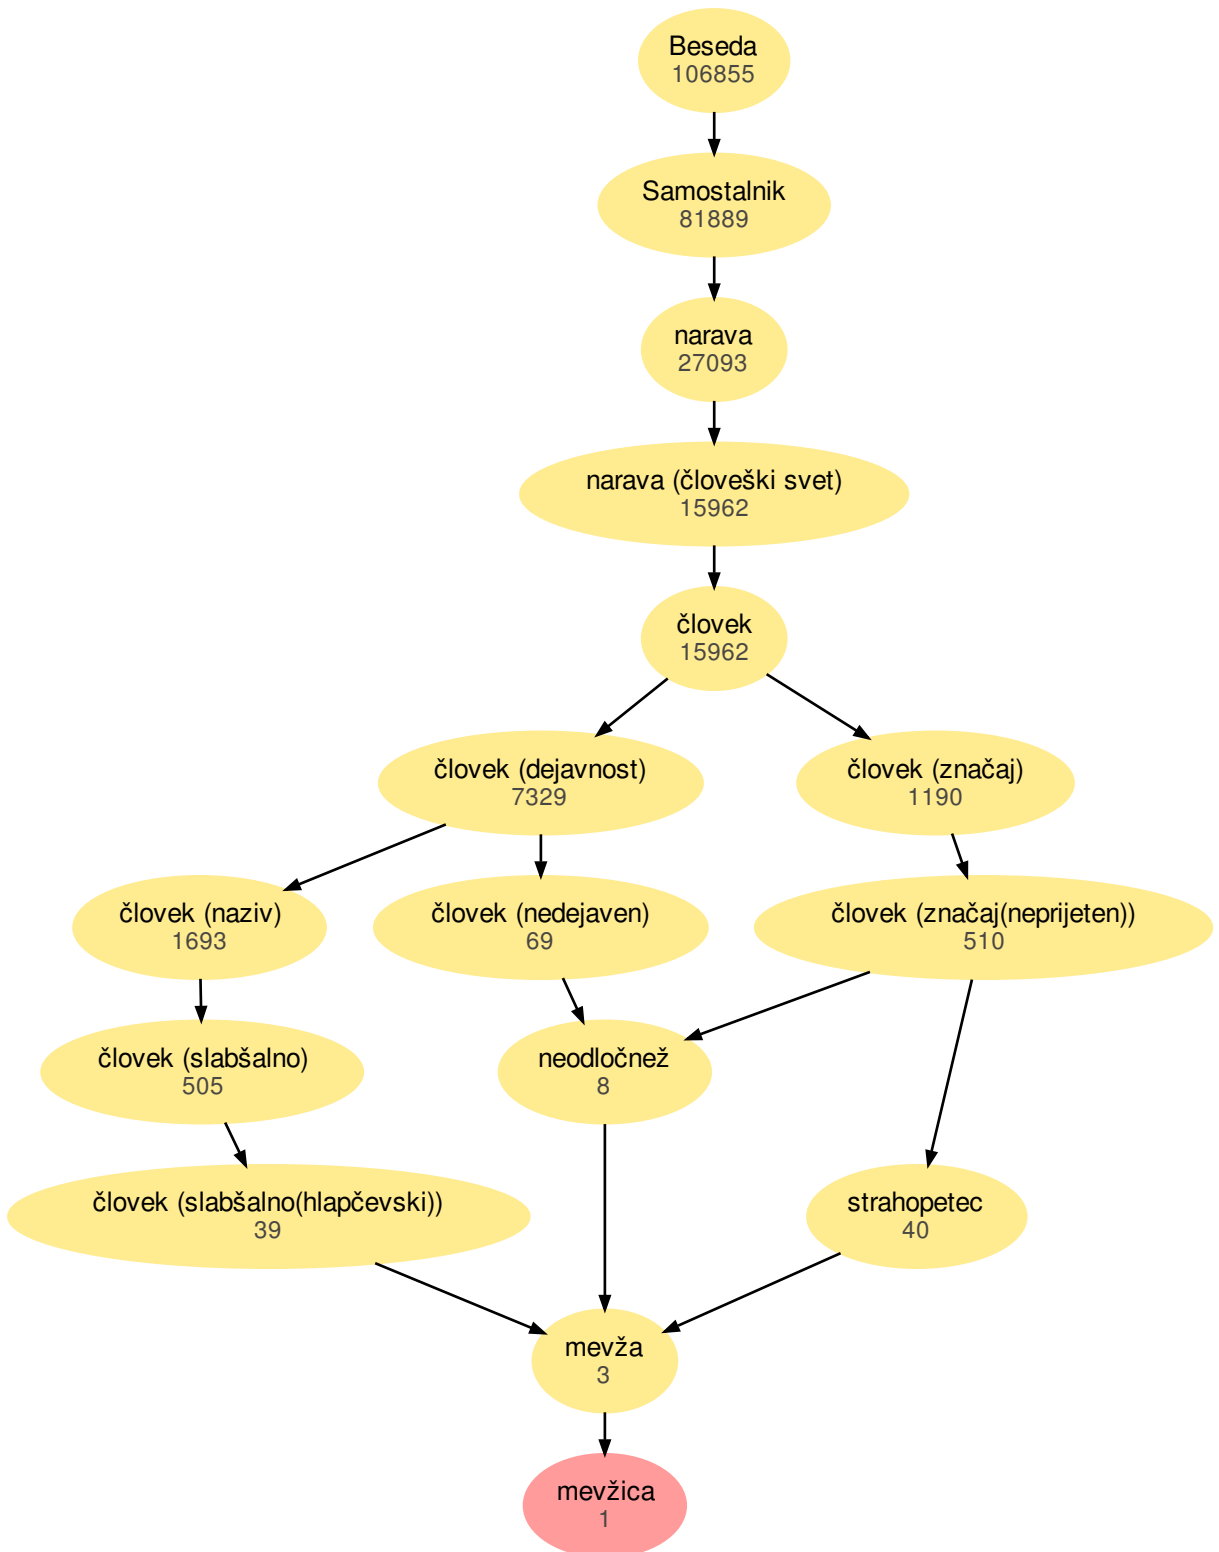 Beseda
106855
Samostalnik
81889
narava
27093
narava (človeški svet)
15962
človek
15962
človek (dejavnost)
7329
človek (značaj)
1190
človek (naziv)
1693
človek (nedejaven)
69
človek (značaj(neprijeten))
510
človek (slabšalno)
505
neodločnež
8
človek (slabšalno(hlapčevski))
39
strahopetec
40
mevža
3
mevžica
1